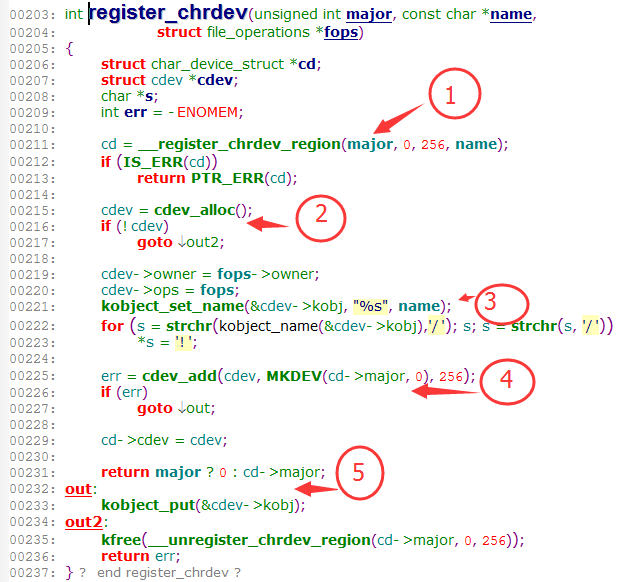 00203: int register_chrdev(unsigned int major, const char *name,
00204: struct file_operations *fops)
00205: {
00206: struct char_device_struct *cd;
00207: struct cdev *cdev;
00208: char *s;
00209: int err = -ENOMEM;
00210:
00211: cd = __register_chrdev_region(major, 0, 256, name);
00212: if (IS_ERR(cd))
00213: return PTR_ERR(cd);
00214:
00215: cdev = cdev_alloc();
00216: if (!cdev)
00217: goto ↓out2;
00218:
00219: cdev->owner = fops->owner;
00220: cdev->ops = fops;
00221: kobject_set_name(&cdev->kobj, "%s", name);
00222: for (s = strchr(kobject_name(&cdev->kobj),'/'); s; s = strchr(s, '/'))
00223: *s = '!';
00224:
00225: err = cdev_add(cdev, MKDEV(cd->major, 0), 256);
00226: if (err)
00227: goto ↓out;
00228:
00229: cd->cdev = cdev;
00230:
00231: return major ? 0 : cd->major;
00232: out:
00233: kobject_put(&cdev->kobj);
00234: out2:
00235: kfree(__unregister_chrdev_region(cd->major, 0, 256));
00236: return err;
00237: } ? end register_chrdev ?
1
2
3
4
5